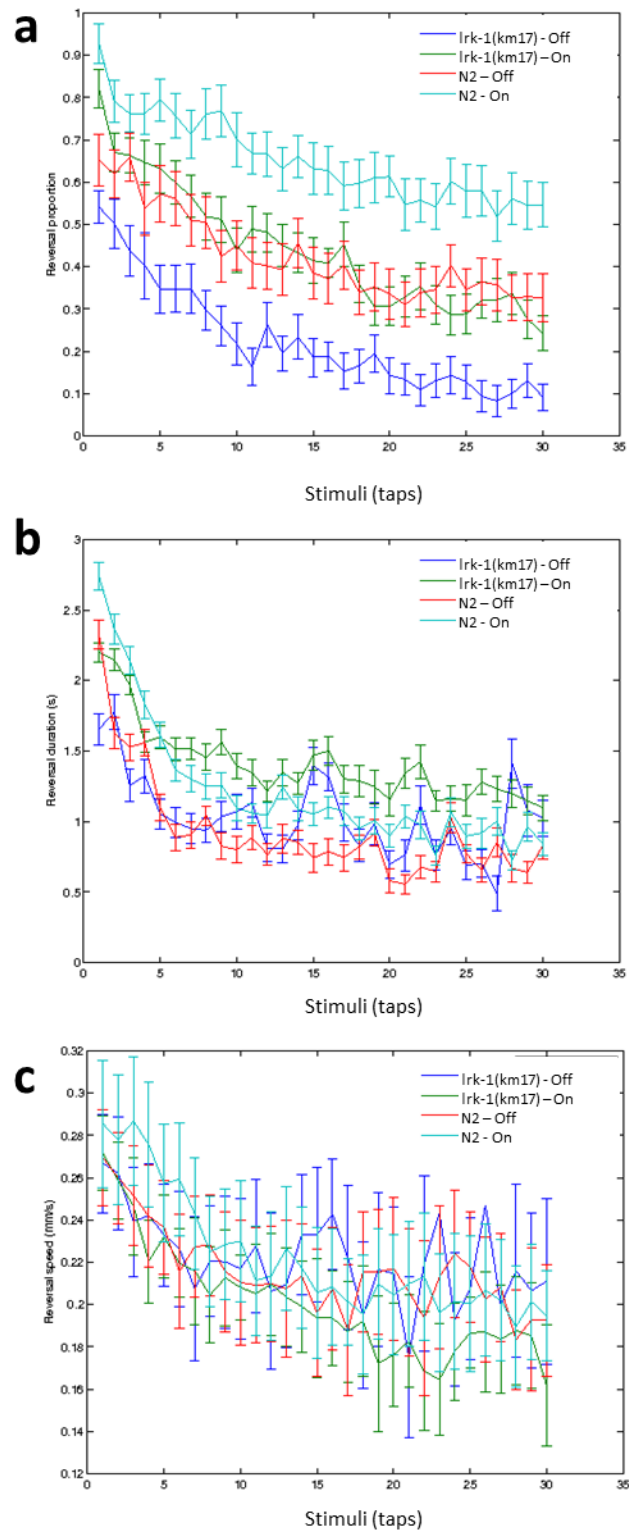 a
lrk-1(km17) - Off
lrk-1(km17) – On
N2 – Off
N2 - On
1
0.9
0.8
0.7
0.6
0.5
0.4
0.3
0.2
0.1
0
Reversal proportion
0 5 10 15 20 25 30 35
Stimuli (taps)
b
lrk-1(km17) - Off
lrk-1(km17) – On
N2 – Off
N2 - On
3
2.5
2
1.5
1
0.5
0
Reversal duration (s)
0 5 10 15 20 25 30 35
Stimuli (taps)
c
lrk-1(km17) - Off
lrk-1(km17) – On
N2 – Off
N2 - On
0.32
0.3
0.28
0.26
0.24
0.22
0.2
0.18
0.16
0.14
0.12
Reversal speed (mm/s)
0 5 10 15 20 25 30 35
Stimuli (taps)